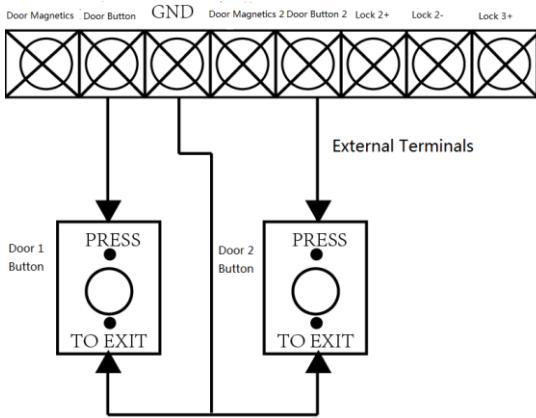 Door Magnetics Door Button GND Door Magnetics 2 Door Button 2 Lock 2+ Lock 2- Lock 3+
External Terminals
Door 1
Button
PRESS
TO EXIT
Door 2
Button
PRESS
TO EXIT